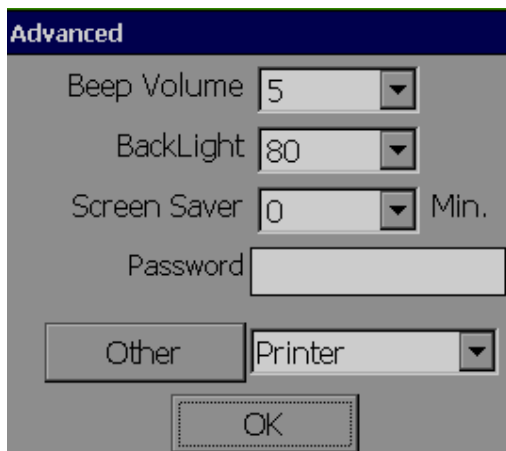 Advanced
Beep Volume 5
BackLight 80
Screen Saver 0 Min.
Password
Other Printer
OK